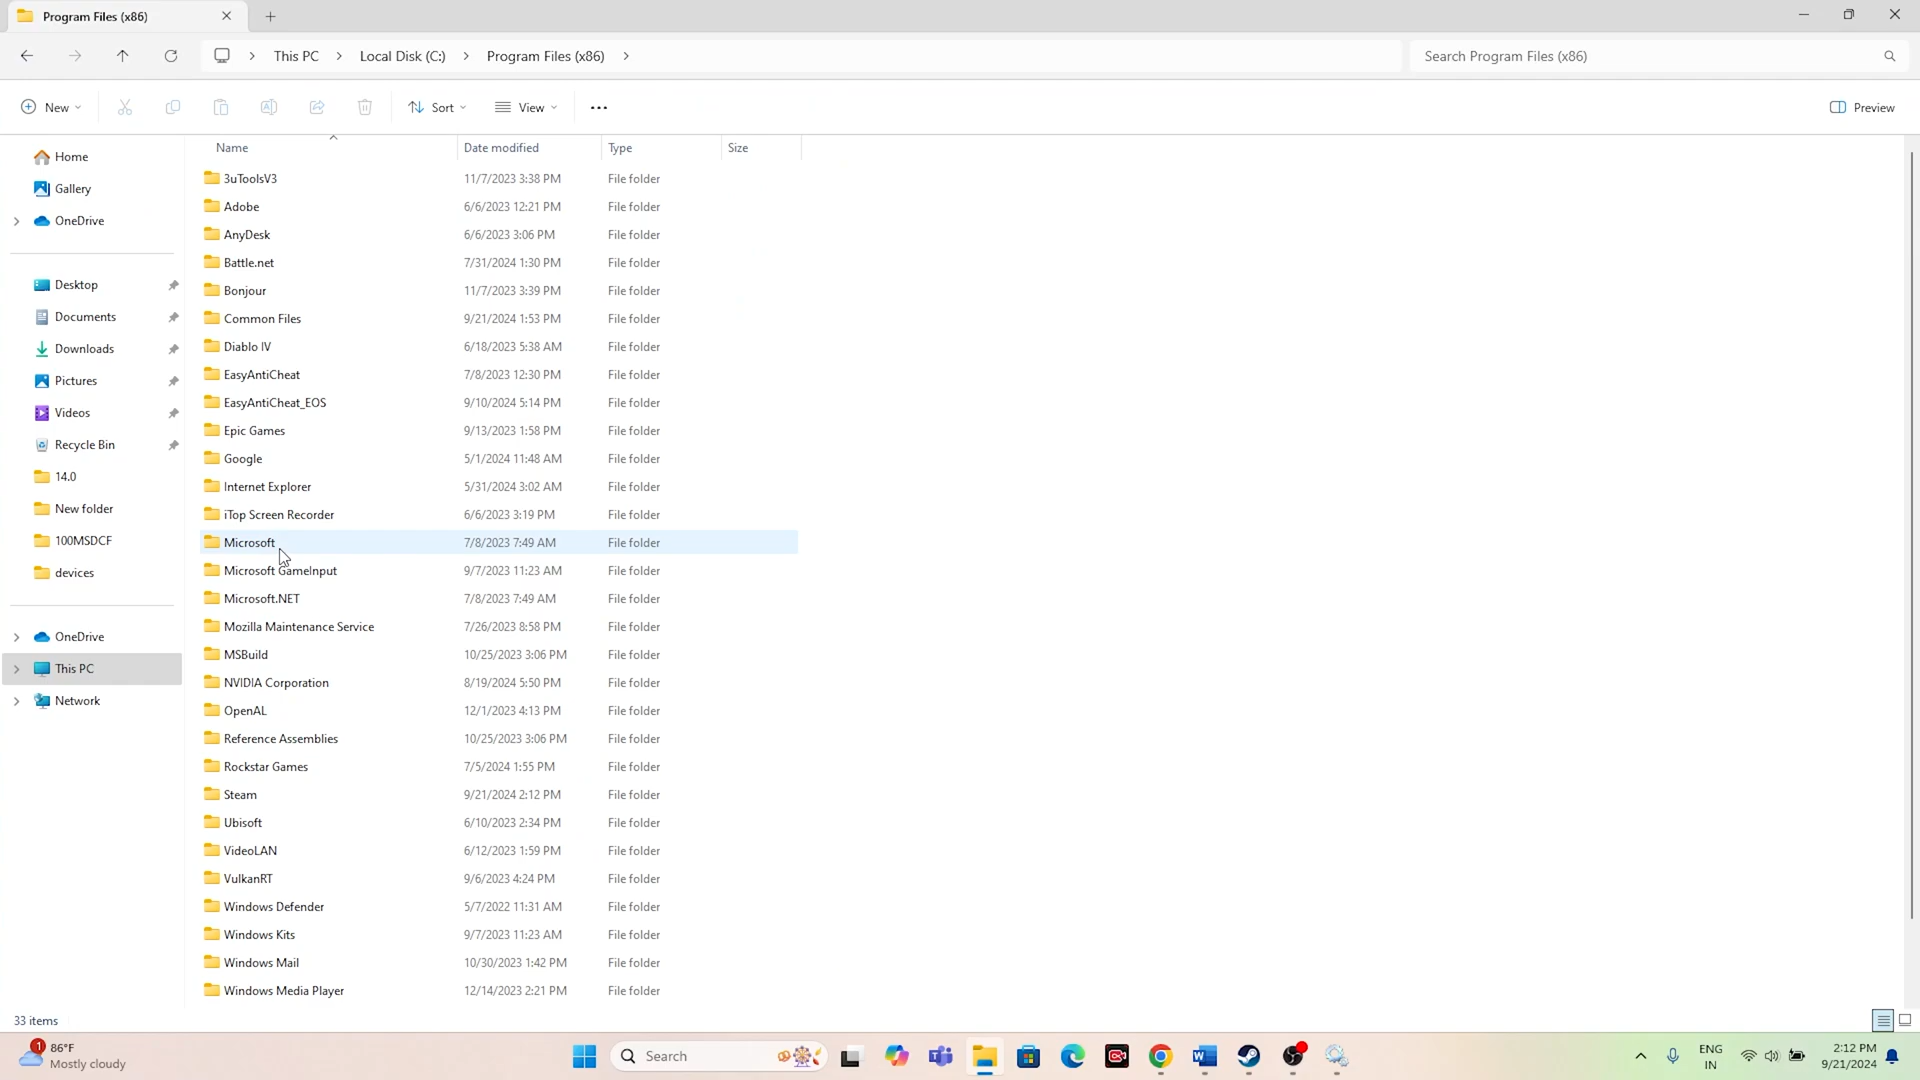 Program Files (x86)
This PC
Local Disk (C:)
Program Files (x86)
Search Program Files (x86)
New
Sort
View
Preview
Home
Gallery
OneDrive
Desktop
Documents
Downloads
Pictures
Videos
Recycle Bin
14.0
New folder
100MSDCF
devices
OneDrive
This PC
Network
Name Date modified Type Size
3uToolsV3 11/7/2023 3:38 PM File folder
Adobe 6/6/2023 12:21 PM File folder
AnyDesk 6/6/2023 3:06 PM File folder
Battle.net 7/31/2024 1:30 PM File folder
Bonjour 11/7/2023 3:39 PM File folder
Common Files 9/21/2024 1:53 PM File folder
Diablo IV 6/18/2023 5:38 AM File folder
EasyAntiCheat 7/8/2023 12:30 PM File folder
EasyAntiCheat_EOS 9/10/2024 5:14 PM File folder
Epic Games 9/13/2023 1:58 PM File folder
Google 5/1/2024 11:48 AM File folder
Internet Explorer 5/31/2024 3:02 AM File folder
iTop Screen Recorder 6/6/2023 3:19 PM File folder
Microsoft 7/8/2023 7:49 AM File folder
Microsoft GameInput 9/7/2023 11:23 AM File folder
Microsoft.NET 7/8/2023 7:49 AM File folder
Mozilla Maintenance Service 7/26/2023 8:58 PM File folder
MSBuild 10/25/2023 3:06 PM File folder
NVIDIA Corporation 8/19/2024 5:50 PM File folder
OpenAL 12/1/2023 4:13 PM File folder
Reference Assemblies 10/25/2023 3:06 PM File folder
Rockstar Games 7/5/2024 1:55 PM File folder
Steam 9/21/2024 2:12 PM File folder
Ubisoft 6/10/2023 2:34 PM File folder
VideoLAN 6/12/2023 1:59 PM File folder
VulkanRT 9/6/2023 4:24 PM File folder
Windows Defender 5/7/2022 11:31 AM File folder
Windows Kits 9/7/2023 11:23 AM File folder
Windows Mail 10/30/2023 1:42 PM File folder
Windows Media Player 12/14/2023 2:21 PM File folder
33 items
1
86°F
Mostly cloudy
Search
ENG
IN
2:12 PM
9/21/2024